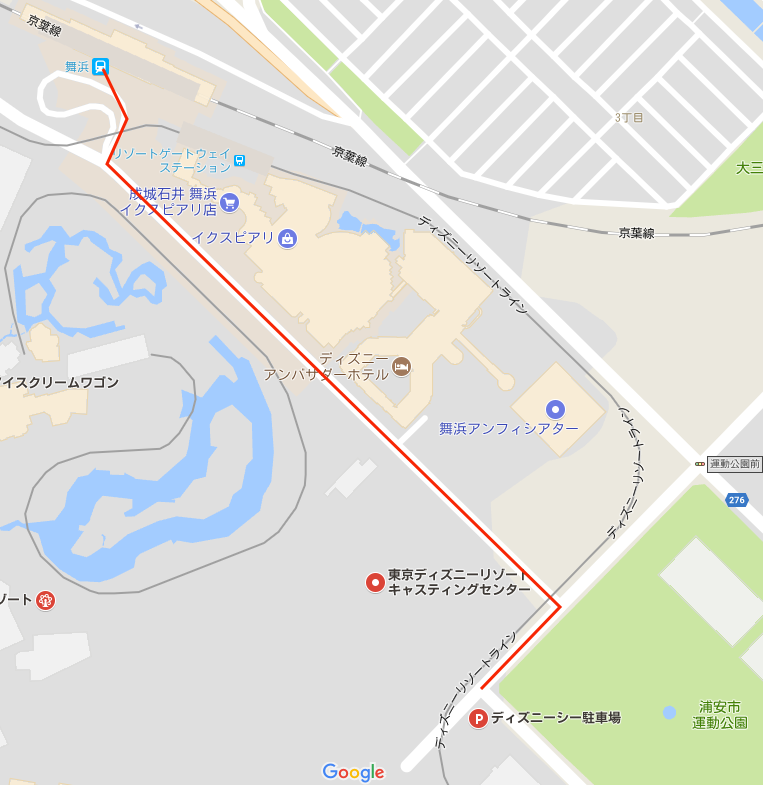 京葉線
舞浜
3丁目
リゾートゲートウェイ
ステーション
京葉線
大三
成城石井 舞浜
イクスピアリ店
イクスピアリ
ディズニーリゾートライン
京葉線
ディズニー
アンバサダーホテル
アイスクリームワゴン
舞浜アンフィシアター
ディズニーリゾートライン
運動公園前
276
東京ディズニーリゾート
キャスティングセンター
ゾート
ディズニーリゾートライン
P ディズニーシー駐車場
浦安市
運動公園
Google